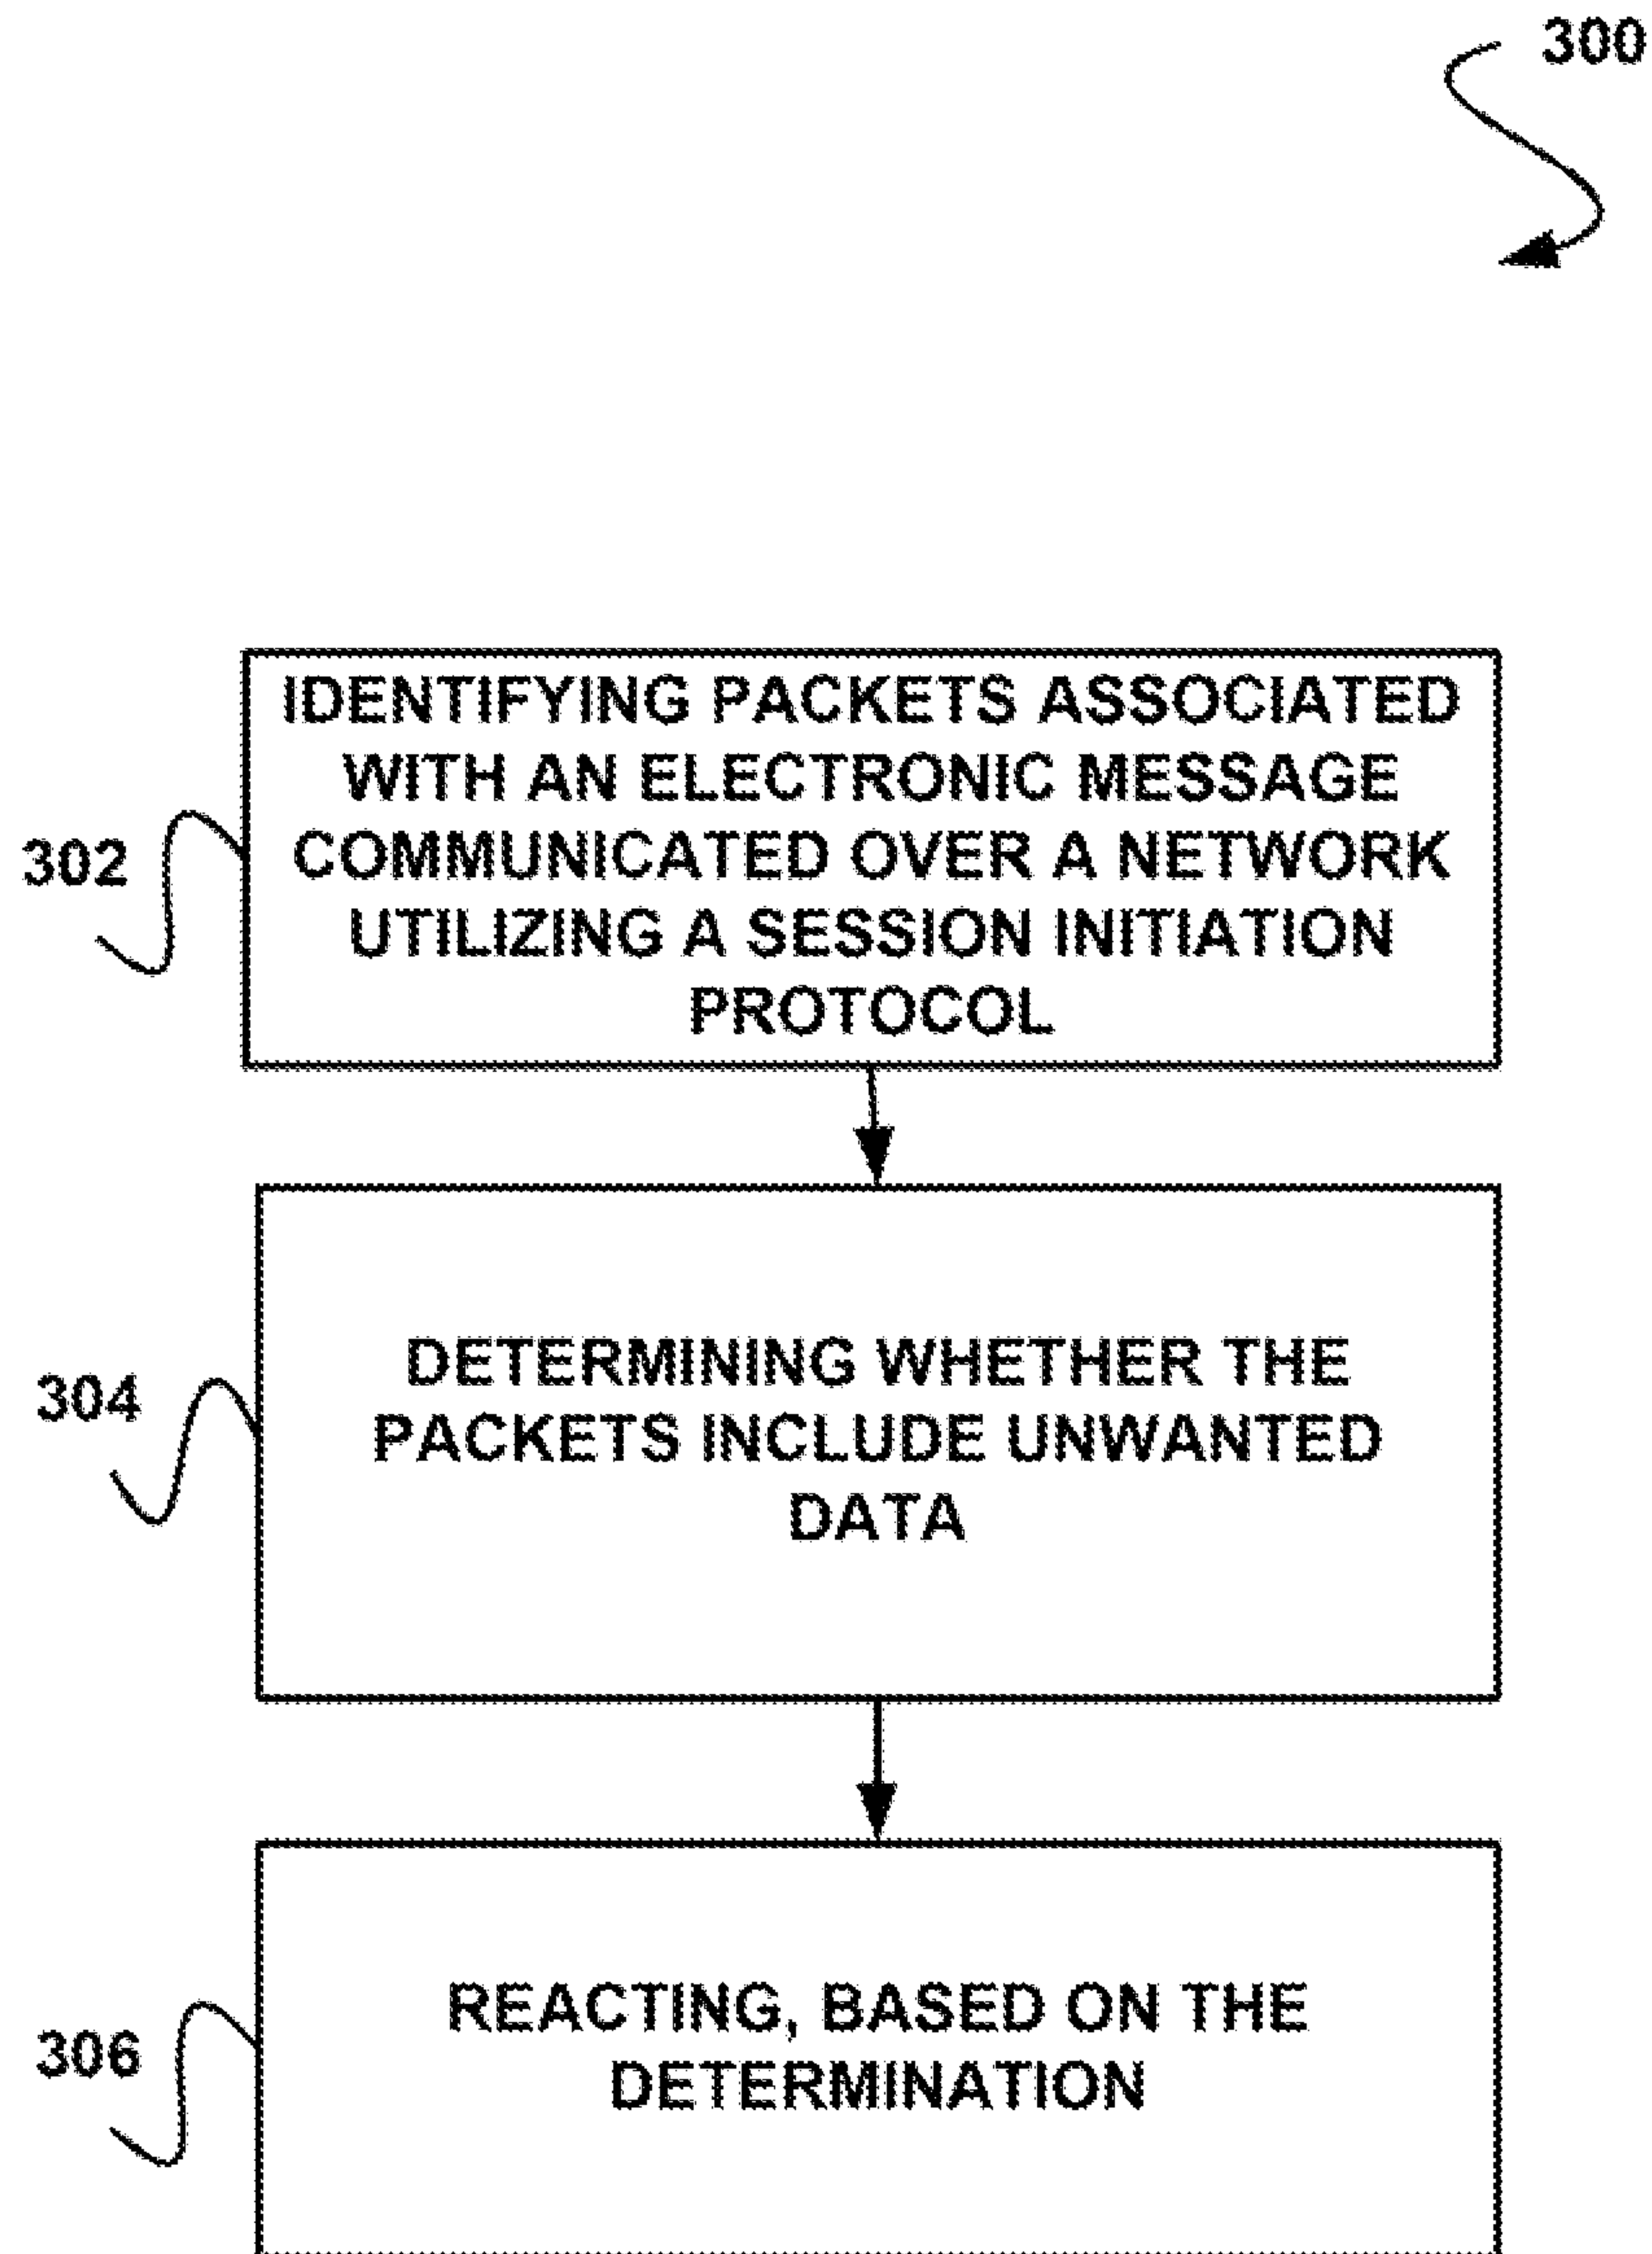 300
IDENTIFYING PACKETS ASSOCIATED
WITH AN ELECTRONIC MESSAGE
COMMUNICATED OVER A NETWORK
UTILIZING A SESSION INITIATION
PROTOCOL
302
DETERMINING WHETHER THE
PACKETS INCLUDE UNWANTED
DATA
304
REACTING, BASED ON THE
DETERMINATION
306